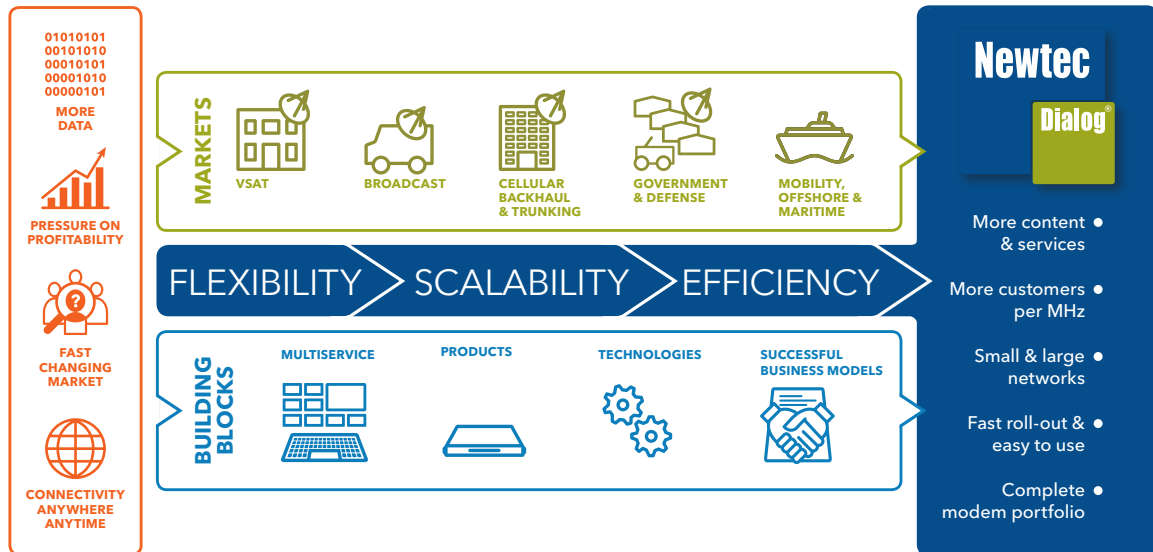 01010101
00101010
00010101
00001010
00000101
MORE
DATA
PRESSURE ON
PROFITABILITY
?
FAST
CHANGING
MARKET
CONNECTIVITY
ANYWHERE
ANYTIME
MARKETS
VSAT
BROADCAST
CELLULAR
BACKHAUL
& TRUNKING
GOVERNMENT
& DEFENSE
MOBILITY,
OFFSHORE &
MARITIME
FLEXIBILITY
SCALABILITY
EFFICIENCY
BUILDING
BLOCKS
MULTISERVICE
PRODUCTS
TECHNOLOGIES
SUCCESSFUL
BUSINESS MODELS
Newtec
Dialog®
More content
& services
More customers
per MHz
Small & large
networks
Fast roll-out &
easy to use
Complete
modem portfolio